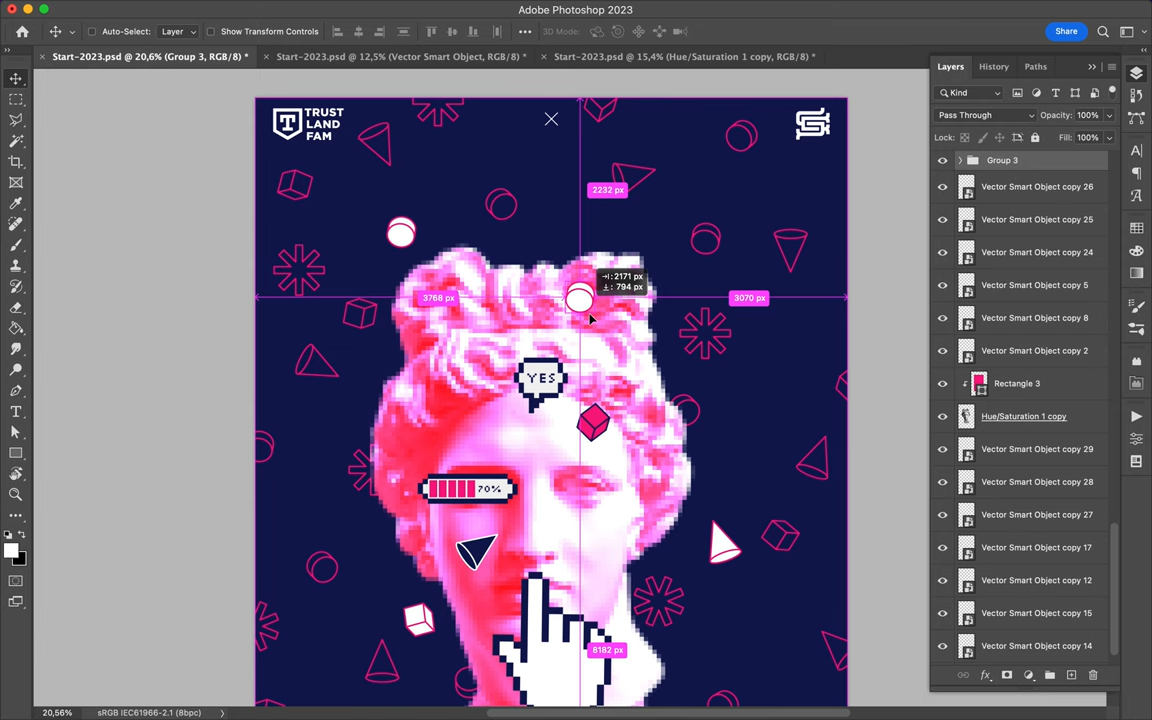 Adobe Photoshop 2023
Auto-Select: Layer Show Transform Controls 3D Mode: Share
Start-2023.psd @ 20,6% (Group 3, RGB/8) * Start-2023.psd @ 12,5% (Vector Smart Object, RGB/8) * Start-2023.psd @ 15,4% (Hue/Saturation 1 copy, RGB/8) *
Layers History Paths
Kind
Pass Through Opacity: 100%
Lock: Fill: 100%
Group 3
Vector Smart Object copy 26
Vector Smart Object copy 25
Vector Smart Object copy 24
Vector Smart Object copy 5
Vector Smart Object copy 8
Vector Smart Object copy 2
Rectangle 3
Hue/Saturation 1 copy
Vector Smart Object copy 29
Vector Smart Object copy 28
Vector Smart Object copy 27
Vector Smart Object copy 17
Vector Smart Object copy 12
Vector Smart Object copy 15
Vector Smart Object copy 14
TRUST
LAND
FAM
2232 px
:2171 px
: 794 px
3768 px 3070 px
YES
70%
8182 px
20,56% sRGB IEC61966-2.1 (8bpc)